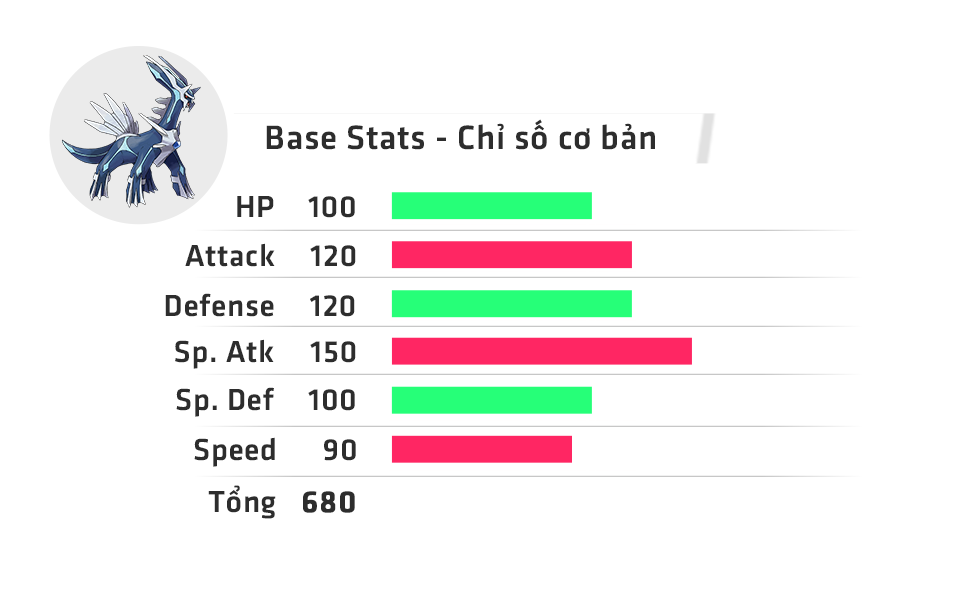 Base Stats - Chỉ số cơ bản
HP 100
Attack 120
Defense 120
Sp. Atk 150
Sp. Def 100
Speed 90
Tổng 680